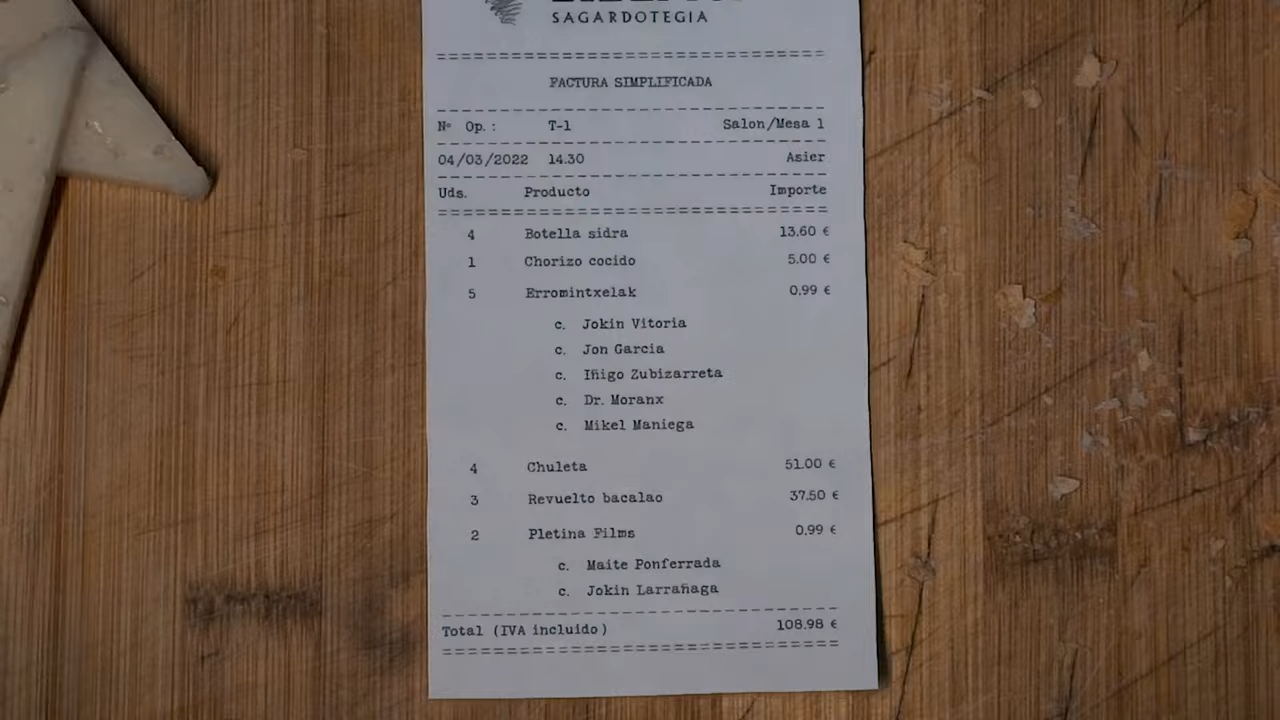 SAGARDOTEGIA
FACTURA SIMPLIFICADA
Nº Op.: T-1 Salon/Mesa 1
04/03/2022 14.30 Asier
Uds. Producto Importe
4 Botella sidra 13.60 €
1 Chorizo cocido 5.00 €
5 Erromintxelak 0.99 €
c. Jokin Vitoria
c. Jon Garcia
c. Iñigo Zubizarreta
c. Dr. Moranx
c. Mikel Maniega
4 Chuleta 51.00 €
3 Revuelto bacalao 37.50 €
2 Pletina Films 0.99 €
c. Maite Ponferrada
c. Jokin Larrañaga
Total (IVA incluido) 108.98 €